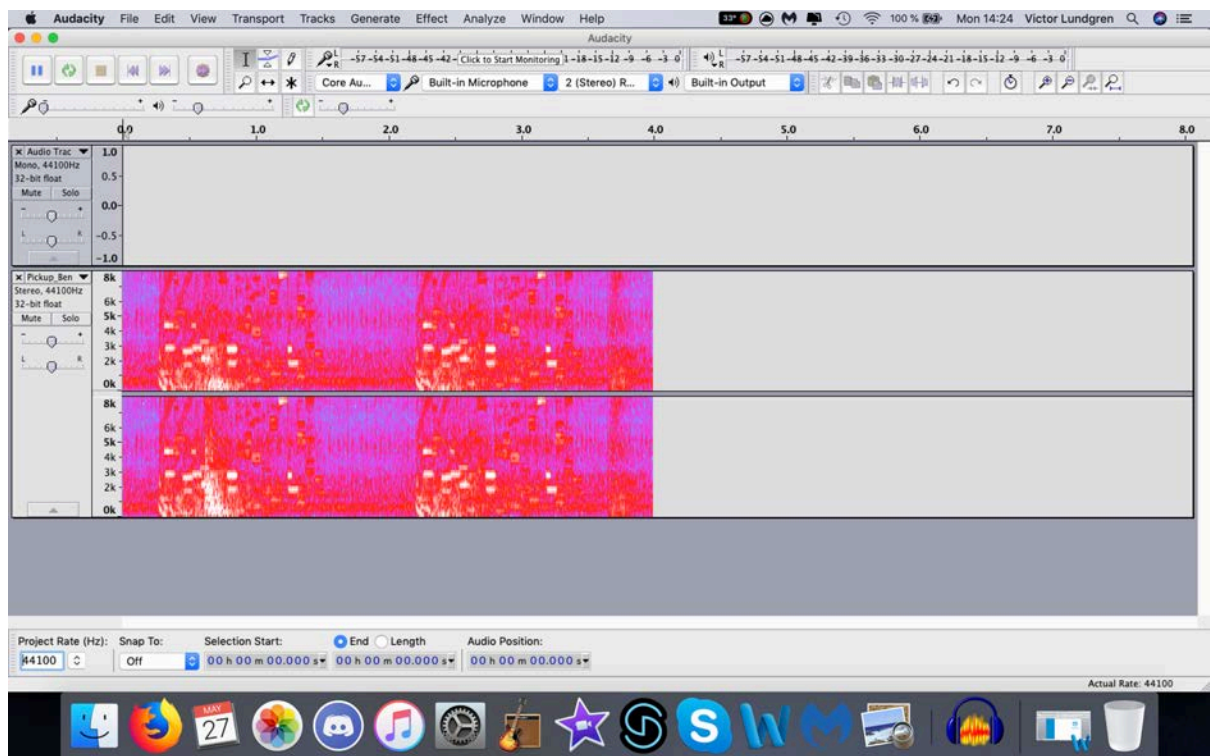 Audacity File Edit View Transport Tracks Generate Effect Analyze Window Help 33° 100 % Mon 14:24 Victor Lundgren
Audacity
L R -57 -54 -51 -48 -45 -42 - Click to Start Monitoring 1 -18 -15 -12 -9 -6 -3 0 L R -57 -54 -51 -48 -45 -42 -39 -36 -33 -30 -27 -24 -21 -18 -15 -12 -9 -6 -3 0
Core Au... Built-in Microphone 2 (Stereo) R... Built-in Output
0.0 1.0 2.0 3.0 4.0 5.0 6.0 7.0 8.0
Audio Trac 1.0
Mono, 44100Hz
32-bit float 0.5
Mute Solo
- + 0.0
L R -0.5
-1.0
Pickup_Ben 8k
Stereo, 44100Hz
32-bit float 6k
Mute Solo 5k
- + 4k
3k
L R 2k
0k
8k
6k
5k
4k
3k
2k
0k
Project Rate (Hz): Snap To: Selection Start: End Length Audio Position:
44100 Off 00 h 00 m 00.000 s 00 h 00 m 00.000 s 00 h 00 m 00.000 s
Actual Rate: 44100
MAY
27